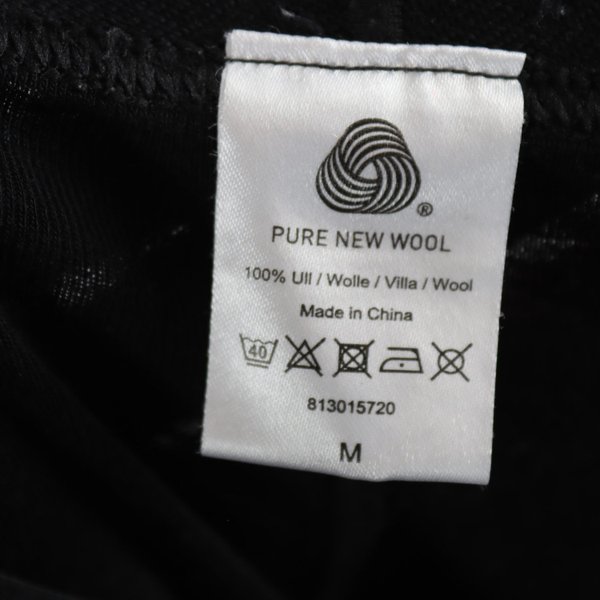 ®
PURE NEW WOOL
100% Ull / Wolle / Villa / Wool
Made in China
40
813015720
M